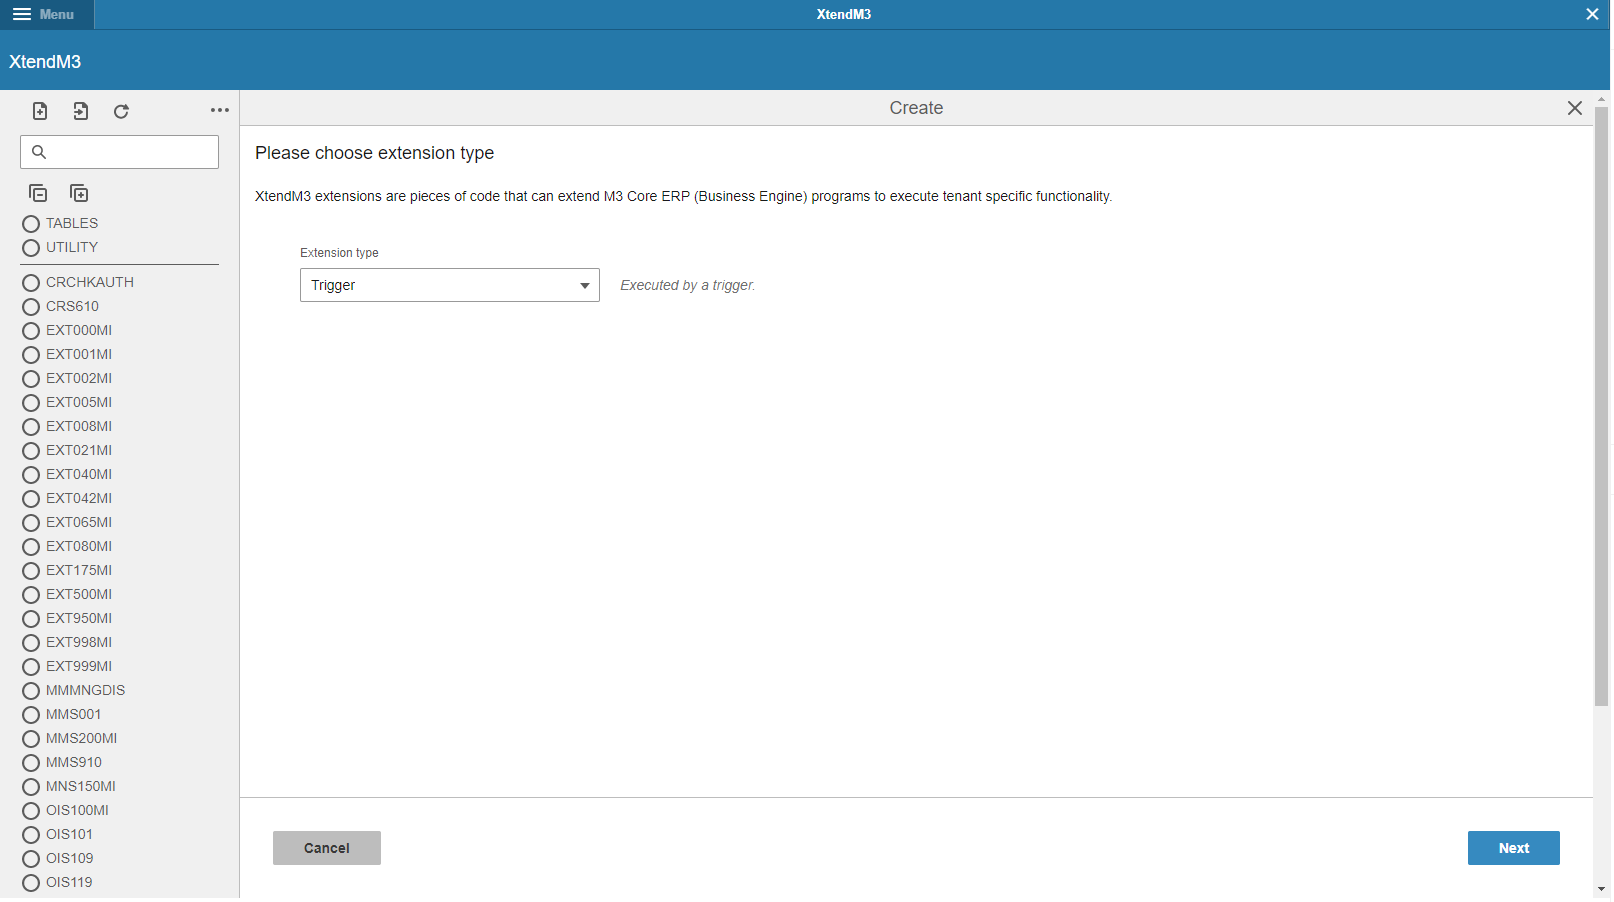 Menu
XtendM3
XtendM3
Create
Please choose extension type
XtendM3 extensions are pieces of code that can extend M3 Core ERP (Business Engine) programs to execute tenant specific functionality.
Extension type
Trigger
Executed by a trigger.
TABLES
UTILITY
CRCHKAUTH
CRS610
EXT000MI
EXT001MI
EXT002MI
EXT005MI
EXT008MI
EXT021MI
EXT040MI
EXT042MI
EXT065MI
EXT080MI
EXT175MI
EXT500MI
EXT950MI
EXT998MI
EXT999MI
MMMNGDIS
MMS001
MMS200MI
MMS910
MNS150MI
OIS100MI
OIS101
OIS109
OIS119
Cancel
Next